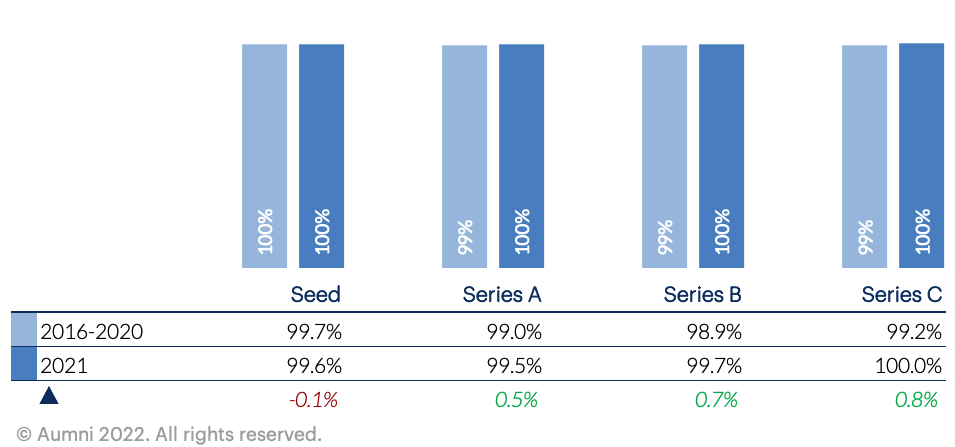 100% 100% 99% 100% 99% 100% 99% 100%
Seed Series A Series B Series C
2016-2020 99.7% 99.0% 98.9% 99.2%
2021 99.6% 99.5% 99.7% 100.0%
▲ -0.1% 0.5% 0.7% 0.8%
© Aumni 2022. All rights reserved.